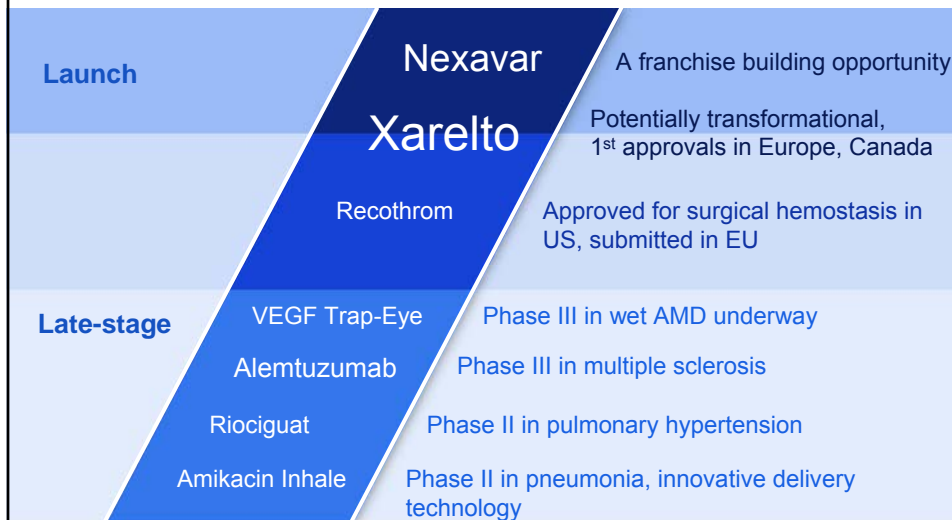 Launch
Nexavar
A franchise building opportunity
Xarelto
Potentially transformational,
1st approvals in Europe, Canada
Recothrom
Approved for surgical hemostasis in
US, submitted in EU
Late-stage
VEGF Trap-Eye
Phase III in wet AMD underway
Alemtuzumab
Phase III in multiple sclerosis
Riociguat
Phase II in pulmonary hypertension
Amikacin Inhale
Phase II in pneumonia, innovative delivery
technology